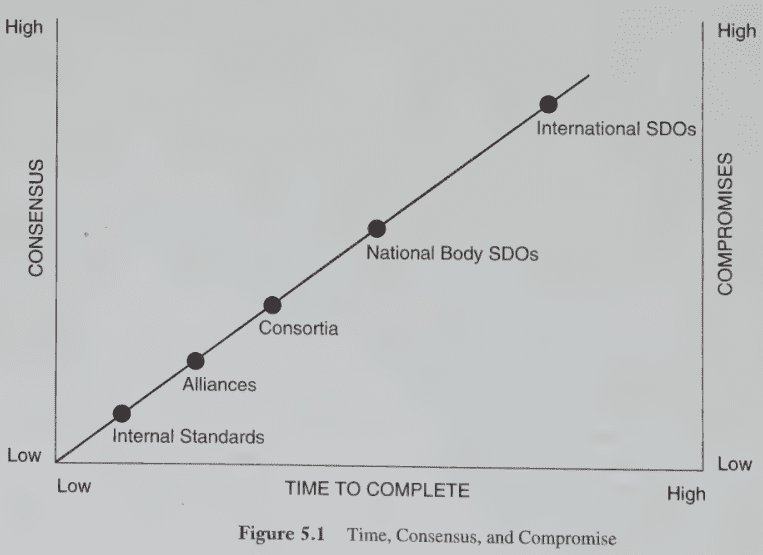 High
High
International SDOs
CONSENSUS
COMPROMISES
National Body SDOs
Consortia
Alliances
Internal Standards
Low
Low
Low
TIME TO COMPLETE
High
Figure 5.1 Time, Consensus, and Compromise